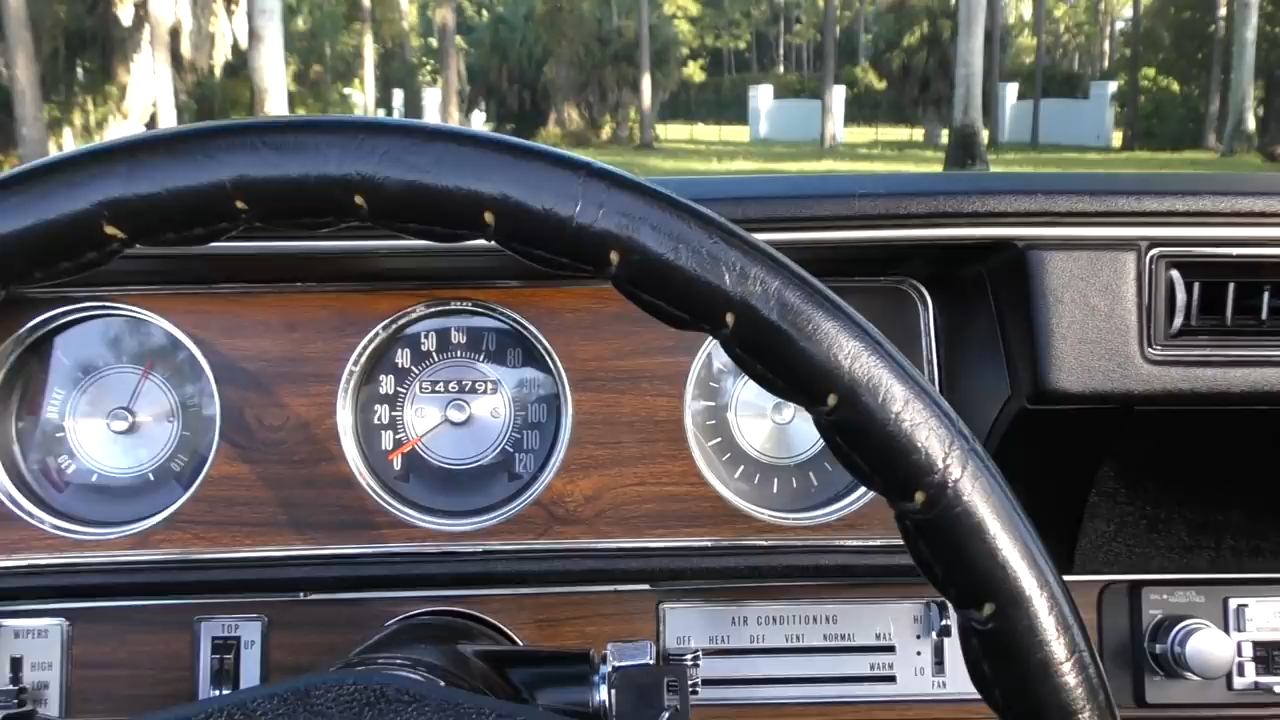 50 60 70
40 80
30 54679 90
20 100
10 110
0 120
BRAKE
GEN OIL
WIPERS
HIGH
LOW
OFF
TOP
UP
AIR CONDITIONING
OFF HEAT DEF VENT NORMAL MAX
WARM
HI
LO
FAN